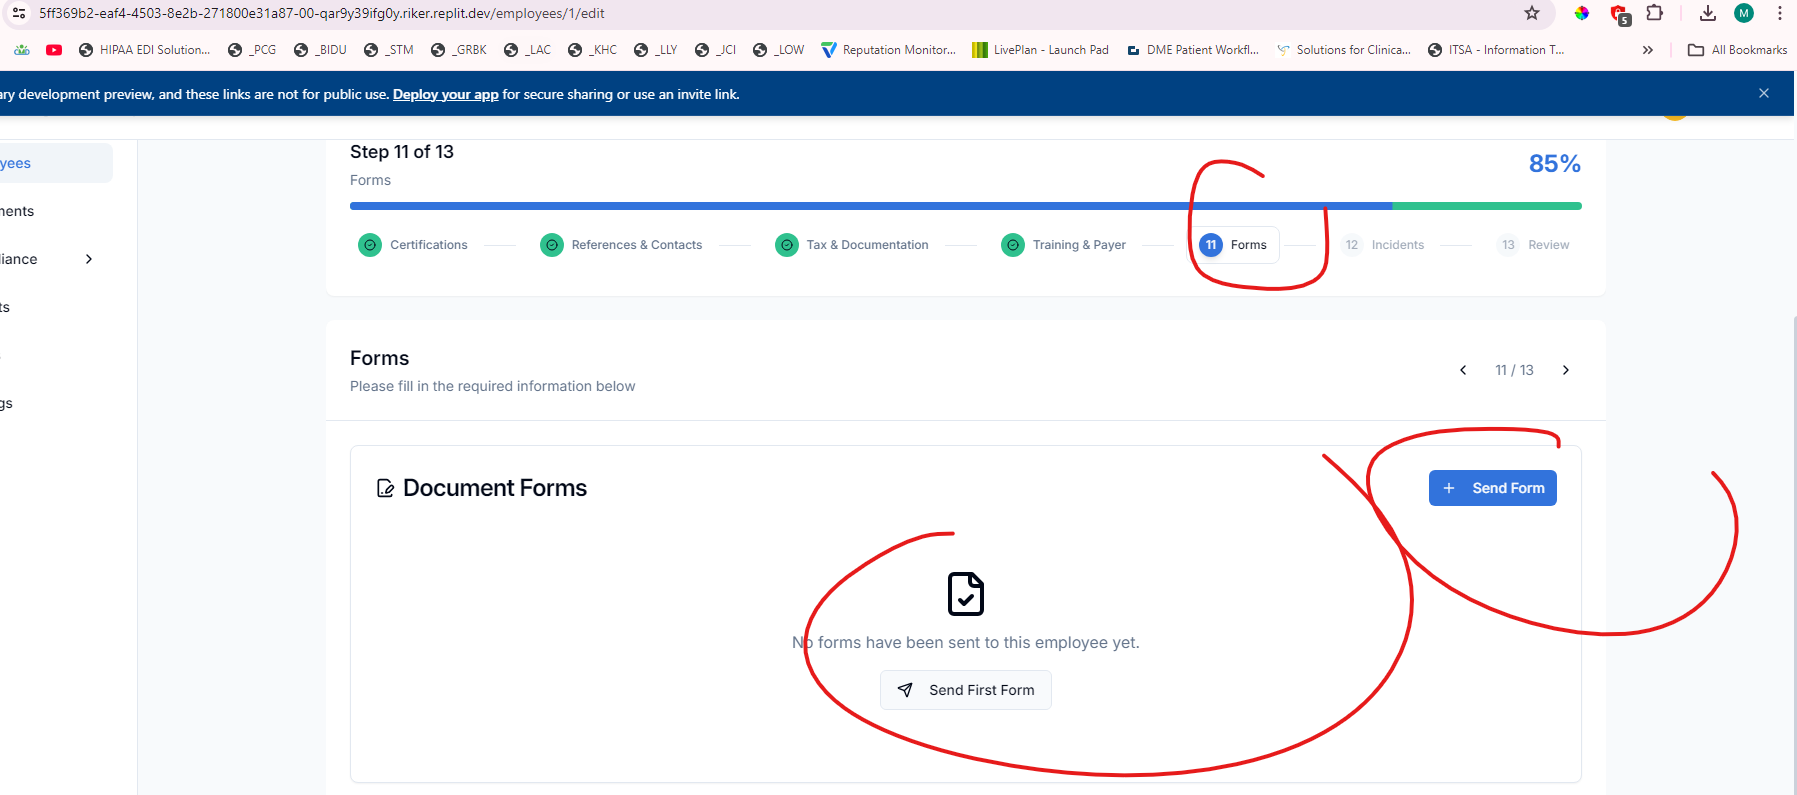 5ff369b2-eaf4-4503-8e2b-271800e31a87-00-qar9y39ifg0y.riker.replit.dev/employees/1/edit
5
M
HIPAA EDI Solution... _PCG _BIDU _STM _GRBK _LAC _KHC _LLY _JCI _LOW Reputation Monitor... LivePlan - Launch Pad DME Patient Workfl... Solutions for Clinica... ITSA - Information T... » All Bookmarks
ary development preview, and these links are not for public use. Deploy your app for secure sharing or use an invite link.
yees
nents
liance
ts
gs
Step 11 of 13
85%
Forms
Certifications References & Contacts Tax & Documentation Training & Payer 11 Forms 12 Incidents 13 Review
Forms
Please fill in the required information below
11 / 13
Document Forms
+ Send Form
No forms have been sent to this employee yet.
Send First Form